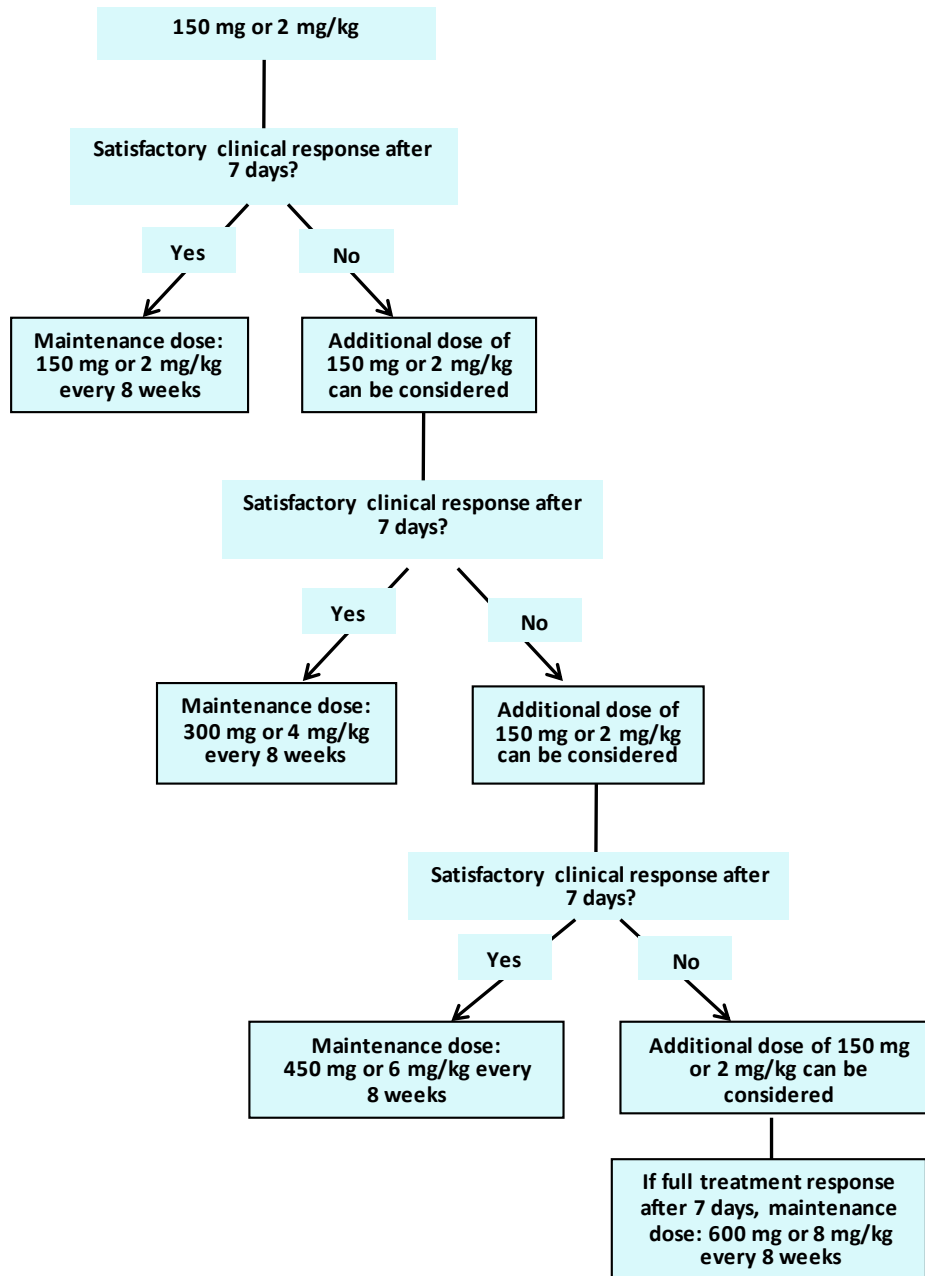 150 mg or 2 mg/kg
Satisfactory clinical response after
7 days?
Yes
No
Maintenance dose:
150 mg or 2 mg/kg
every 8 weeks
Additional dose of
150 mg or 2 mg/kg
can be considered
Satisfactory clinical response after
7 days?
Yes
No
Maintenance dose:
300 mg or 4 mg/kg
every 8 weeks
Additional dose of
150 mg or 2 mg/kg
can be considered
Satisfactory clinical response after
7 days?
Yes
No
Maintenance dose:
450 mg or 6 mg/kg every
8 weeks
Additional dose of 150 mg
or 2 mg/kg can be
considered
If full treatment response
after 7 days, maintenance
dose: 600 mg or 8 mg/kg
every 8 weeks